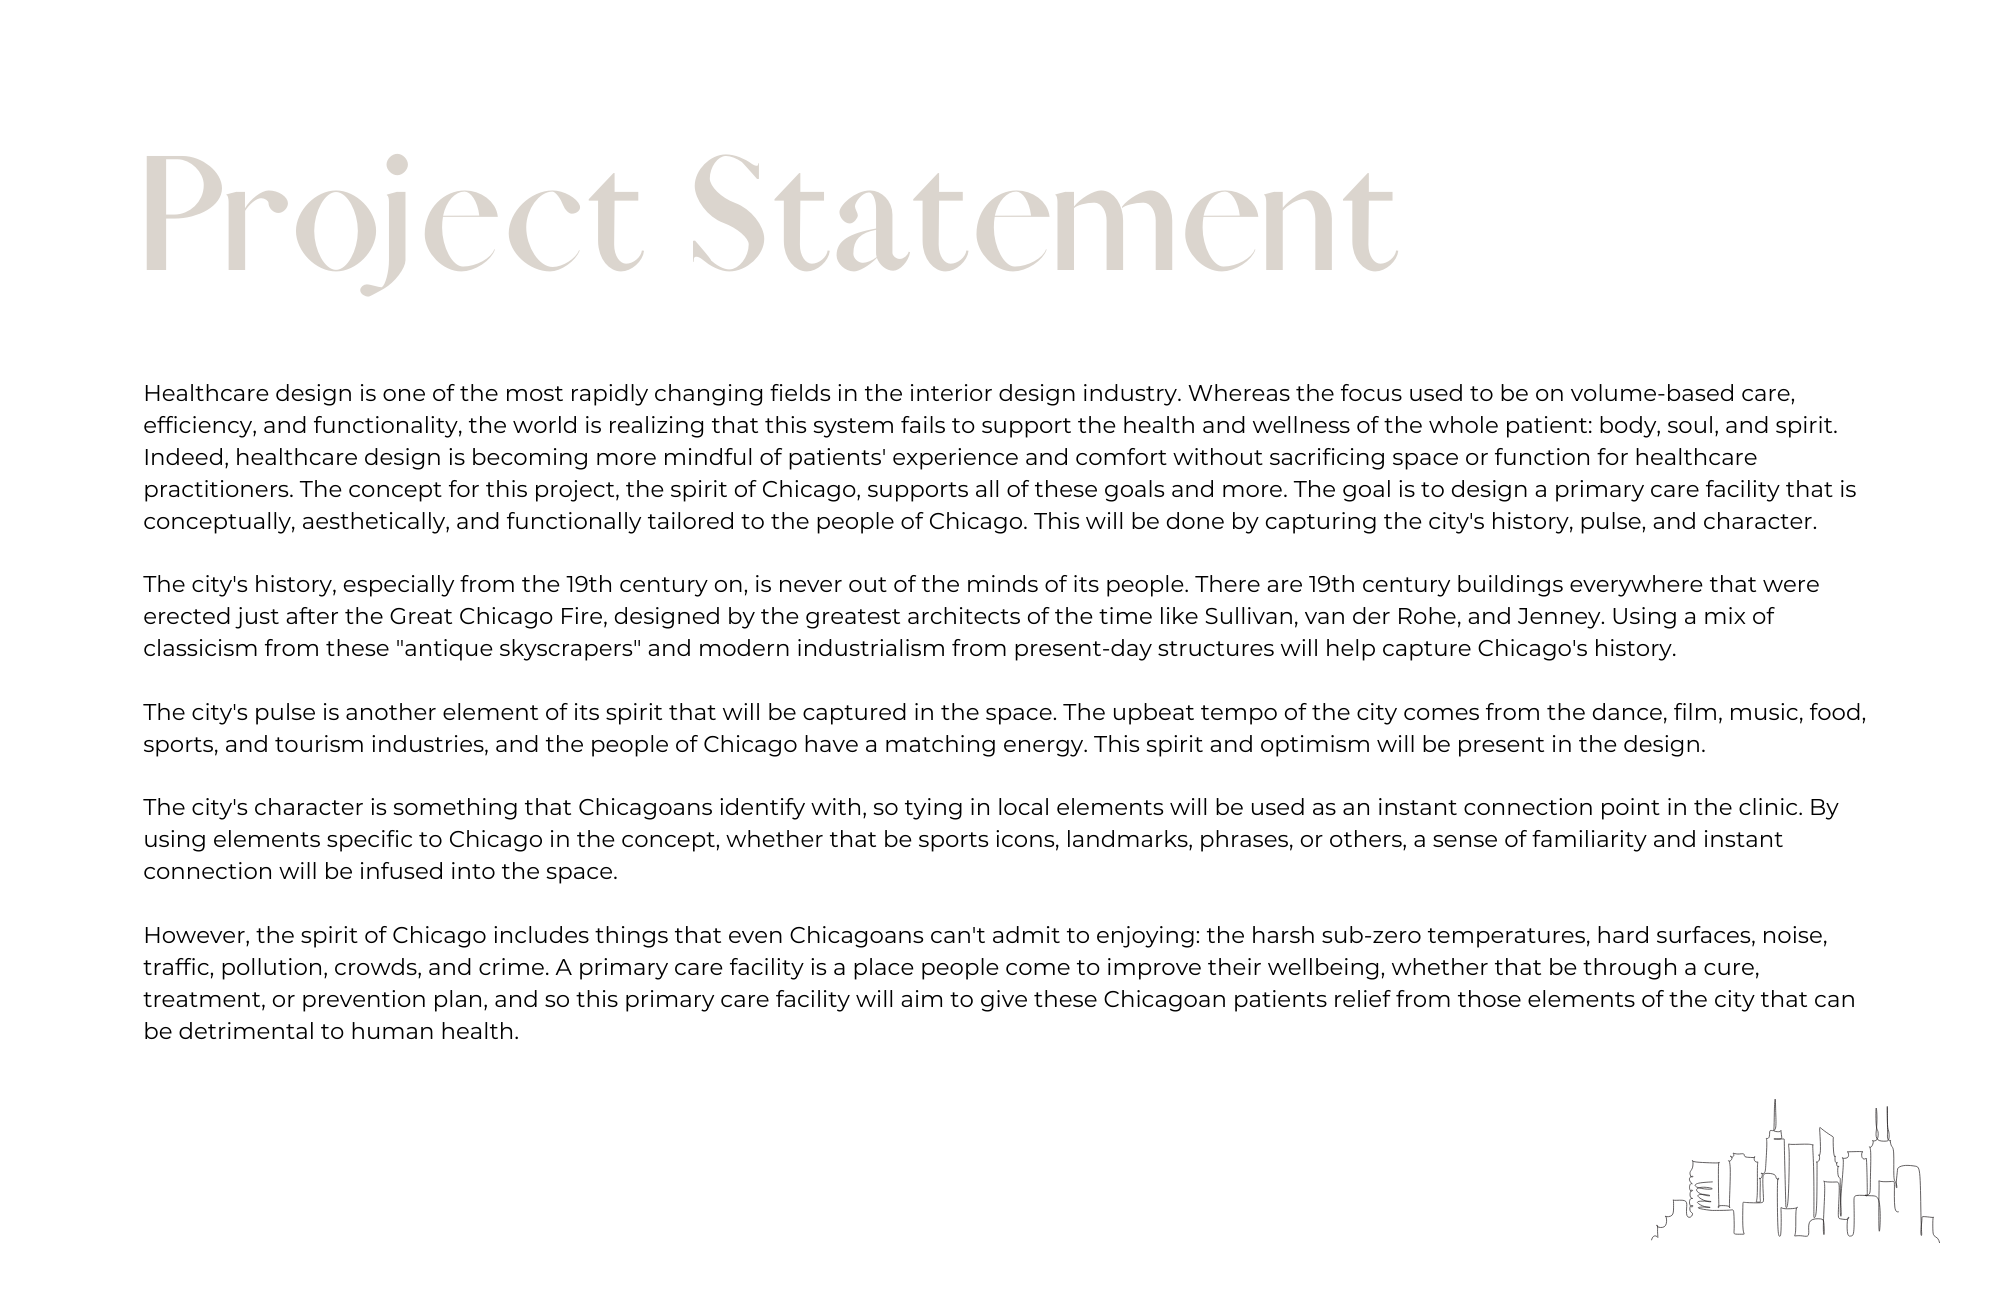 Project Statement
Healthcare design is one of the most rapidly changing fields in the interior design industry. Whereas the focus used to be on volume-based care,
efficiency, and functionality, the world is realizing that this system fails to support the health and wellness of the whole patient: body, soul, and spirit.
Indeed, healthcare design is becoming more mindful of patients' experience and comfort without sacrificing space or function for healthcare
practitioners. The concept for this project, the spirit of Chicago, supports all of these goals and more. The goal is to design a primary care facility that is
conceptually, aesthetically, and functionally tailored to the people of Chicago. This will be done by capturing the city's history, pulse, and character.
The city's history, especially from the 19th century on, is never out of the minds of its people. There are 19th century buildings everywhere that were
erected just after the Great Chicago Fire, designed by the greatest architects of the time like Sullivan, van der Rohe, and Jenney. Using a mix of
classicism from these "antique skyscrapers" and modern industrialism from present-day structures will help capture Chicago's history.
The city's pulse is another element of its spirit that will be captured in the space. The upbeat tempo of the city comes from the dance, film, music, food,
sports, and tourism industries, and the people of Chicago have a matching energy. This spirit and optimism will be present in the design.
The city's character is something that Chicagoans identify with, so tying in local elements will be used as an instant connection point in the clinic. By
using elements specific to Chicago in the concept, whether that be sports icons, landmarks, phrases, or others, a sense of familiarity and instant
connection will be infused into the space.
However, the spirit of Chicago includes things that even Chicagoans can't admit to enjoying: the harsh sub-zero temperatures, hard surfaces, noise,
traffic, pollution, crowds, and crime. A primary care facility is a place people come to improve their wellbeing, whether that be through a cure,
treatment, or prevention plan, and so this primary care facility will aim to give these Chicagoan patients relief from those elements of the city that can
be detrimental to human health.